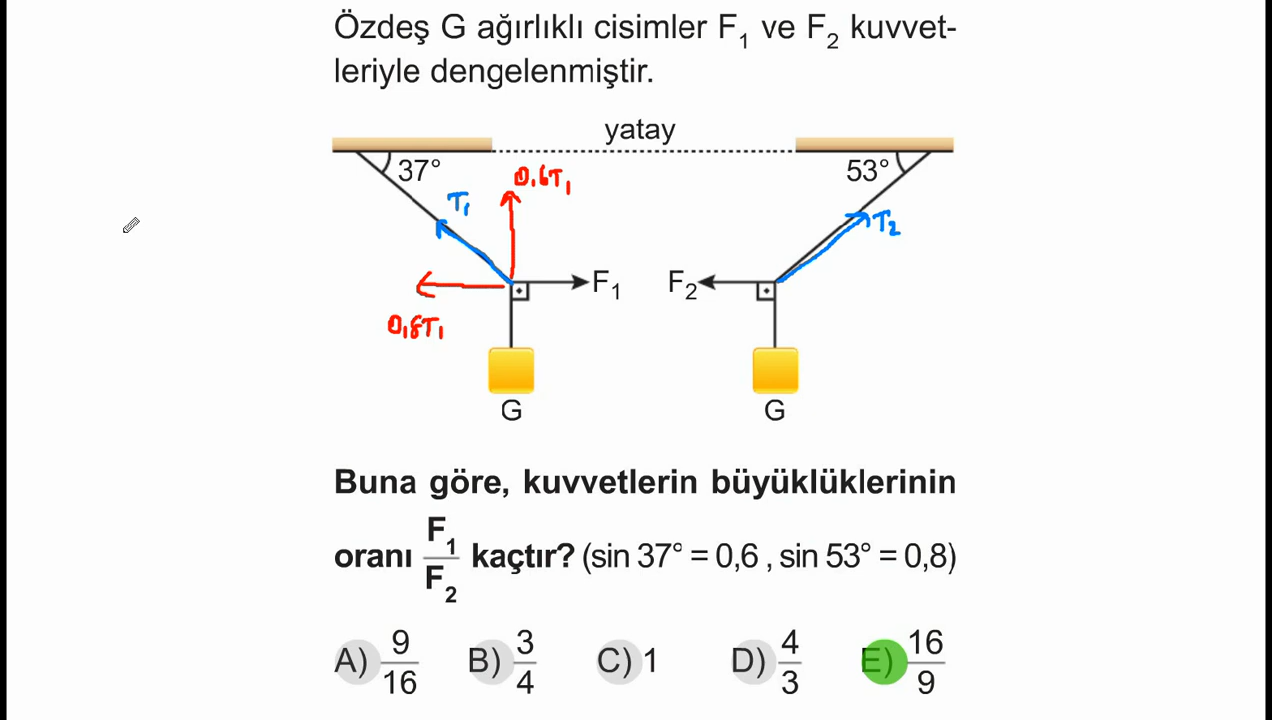 Özdeş G ağırlıklı cisimler F₁ ve F₂ kuvvet-
leriyle dengelenmiştir.
yatay
37°
53°
0,6T₁
T₁
T₂
F₁
F₂
0,8T₁
G
G
Buna göre, kuvvetlerin büyüklüklerinin
oranı F₁/F₂ kaçtır? (sin 37° = 0,6 , sin 53° = 0,8)
A) 9/16 B) 3/4 C) 1 D) 4/3 E) 16/9